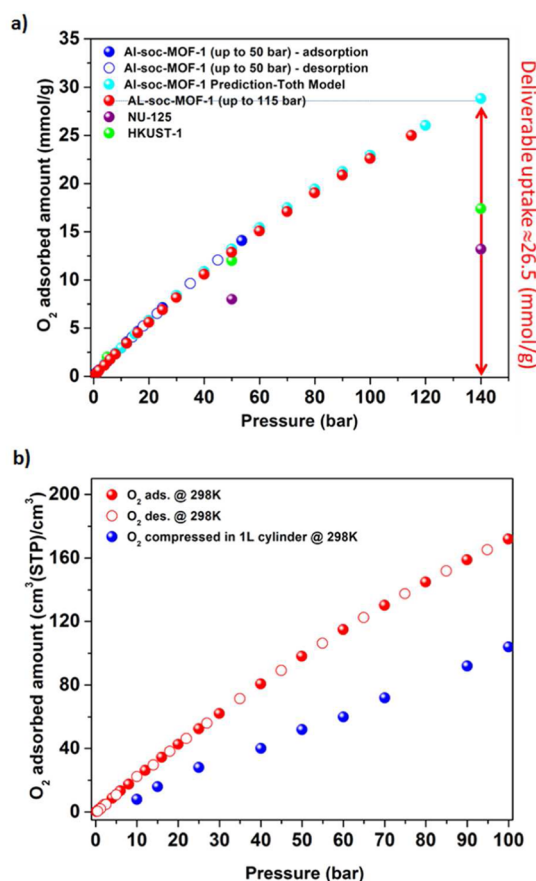 a)
35
30
25
20
15
10
5
0
O₂ adsorbed amount (mmol/g)
Al-soc-MOF-1 (up to 50 bar) - adsorption
Al-soc-MOF-1 (up to 50 bar) - desorption
Al-soc-MOF-1 Prediction-Toth Model
AL-soc-MOF-1 (up to 115 bar)
NU-125
HKUST-1
Deliverable uptake ≈26.5 (mmol/g)
0 20 40 60 80 100 120 140
Pressure (bar)
b)
200
160
120
80
40
0
O₂ adsorbed amount (cm³(STP)/cm³)
O₂ ads. @ 298K
O₂ des. @ 298K
O₂ compressed in 1L cylinder @ 298K
0 10 20 30 40 50 60 70 80 90 100
Pressure (bar)